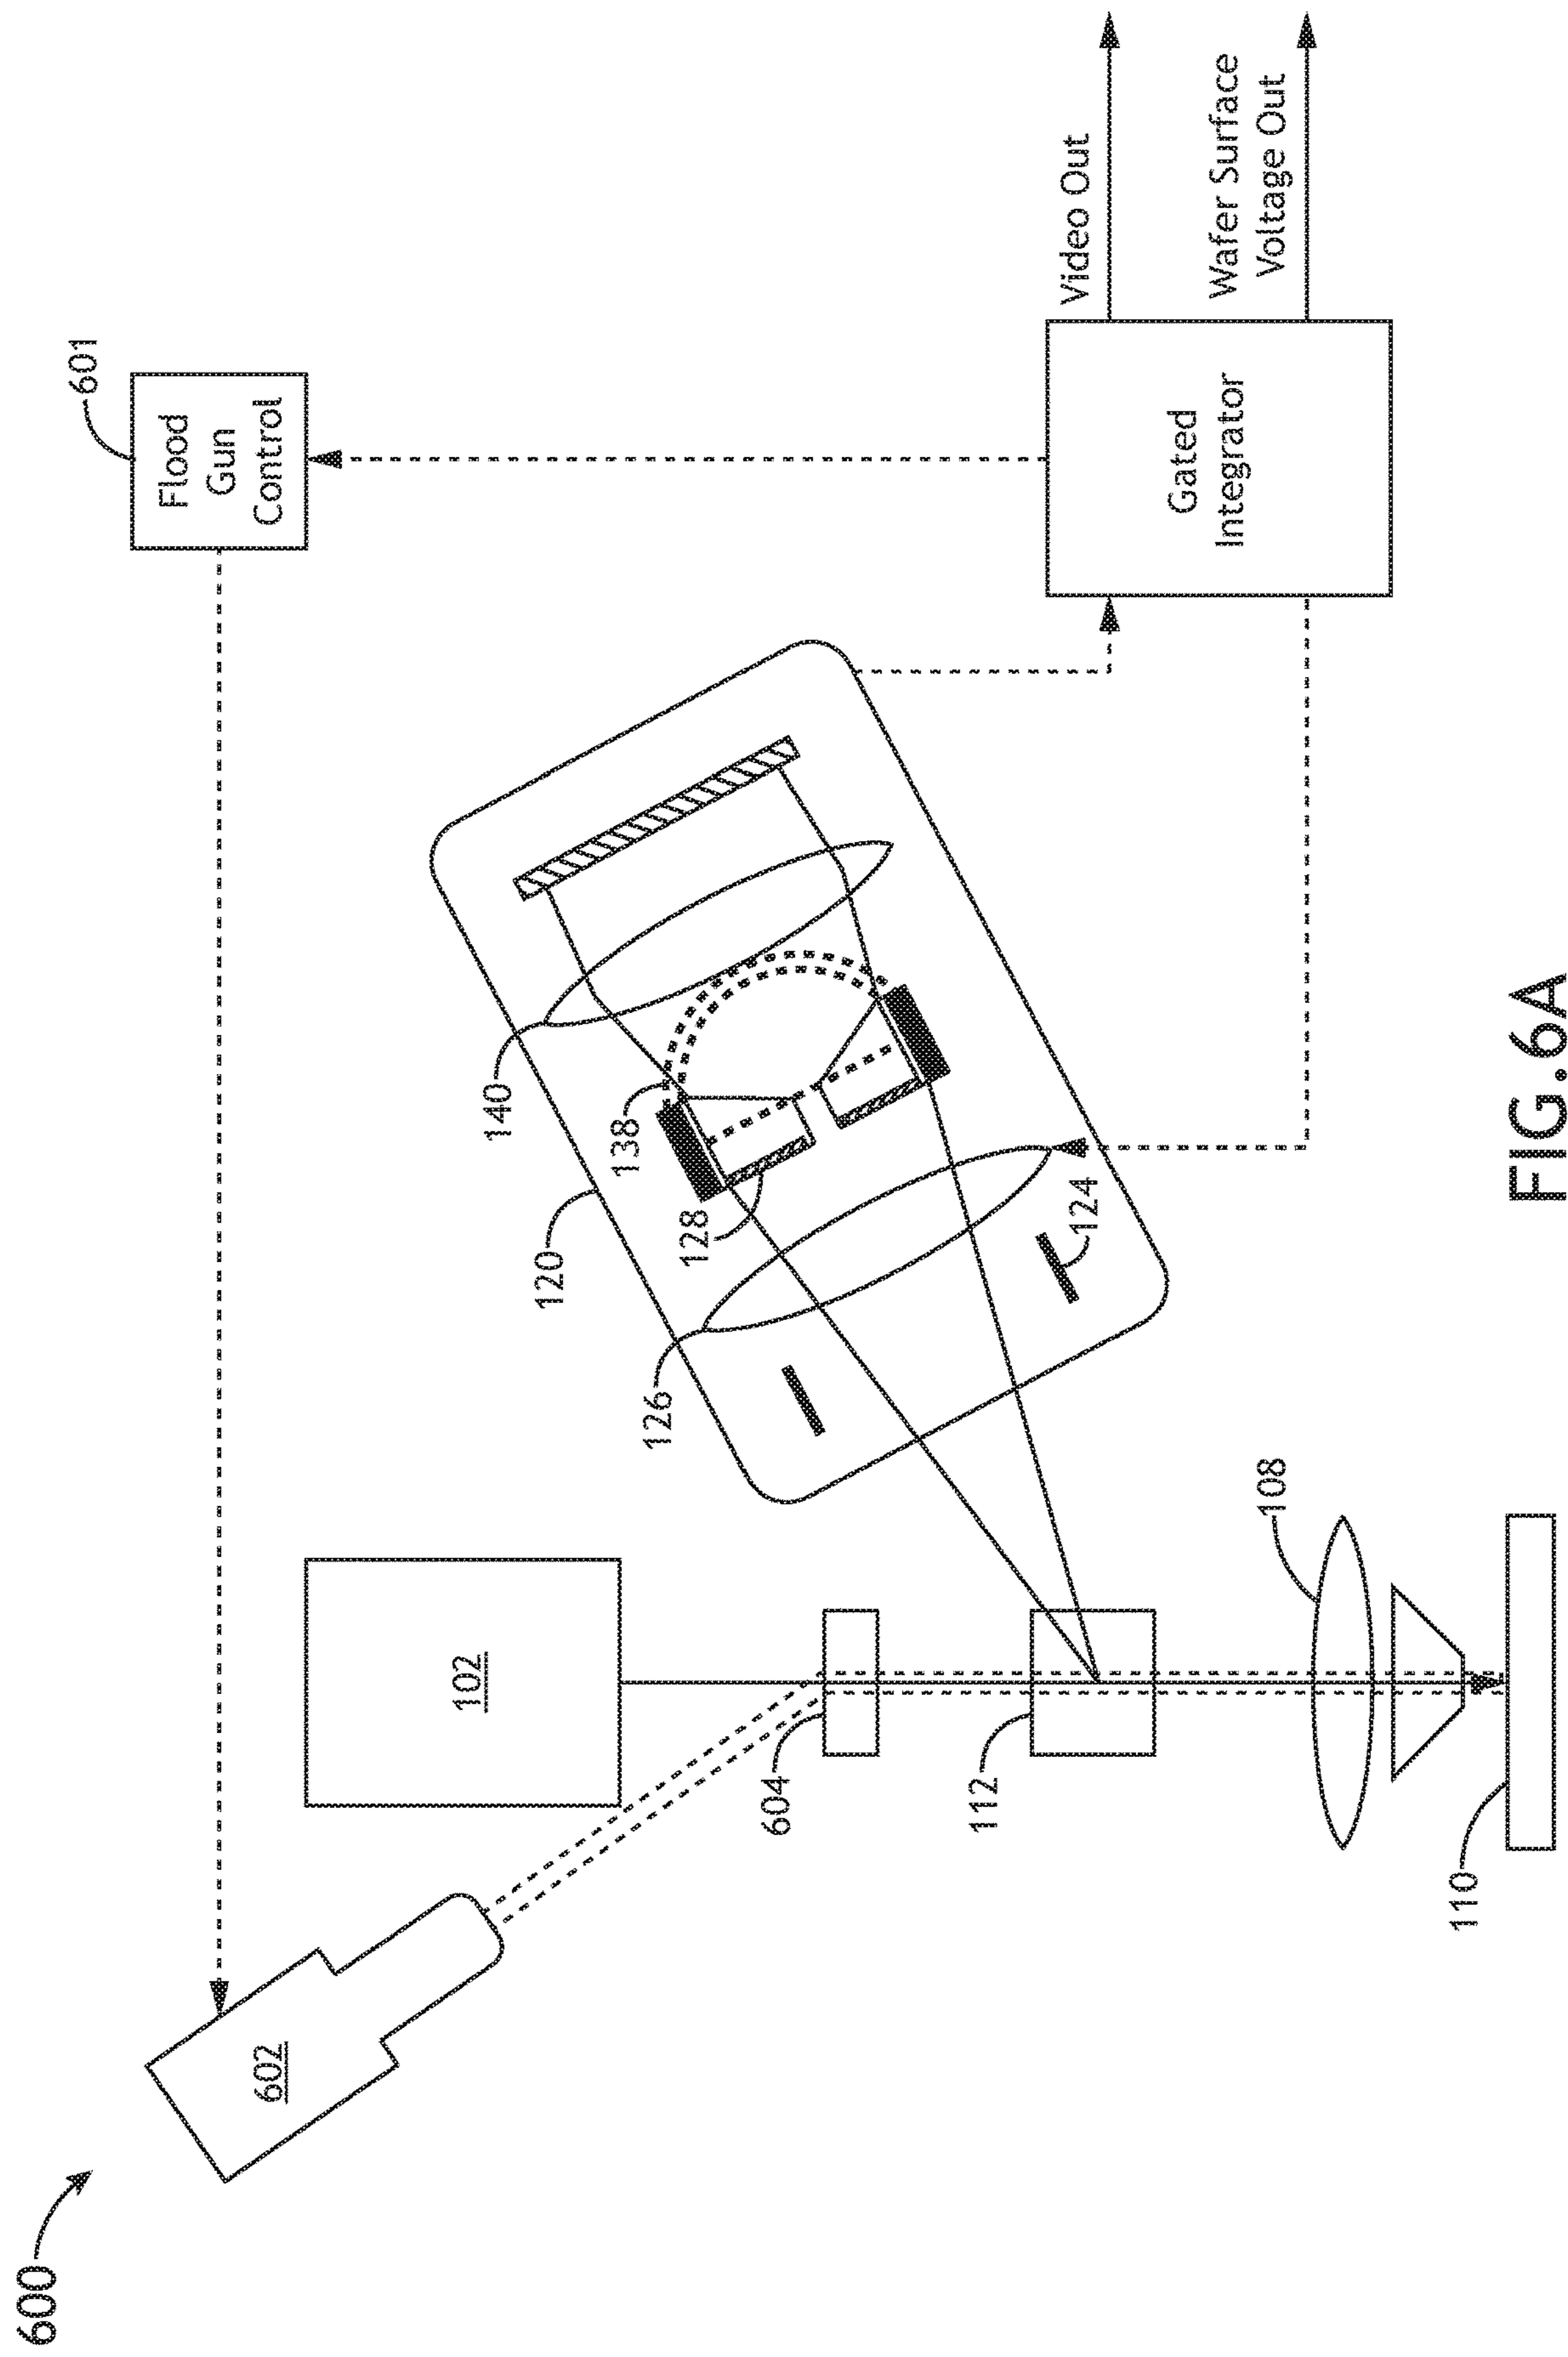 600
601
Flood
Gun
Control
602
102
604
112
108
110
120
126
124
128
138
140
Gated
Integrator
Video Out
Wafer Surface
Voltage Out
FIG.6A